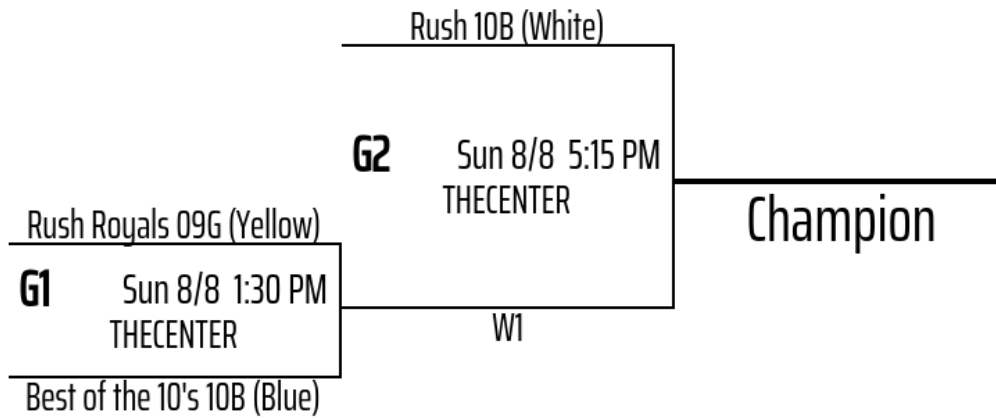 Rush 10B (White)
G2 Sun 8/8 5:15 PM
THECENTER
Champion
Rush Royals 09G (Yellow)
G1 Sun 8/8 1:30 PM
THECENTER
W1
Best of the 10's 10B (Blue)